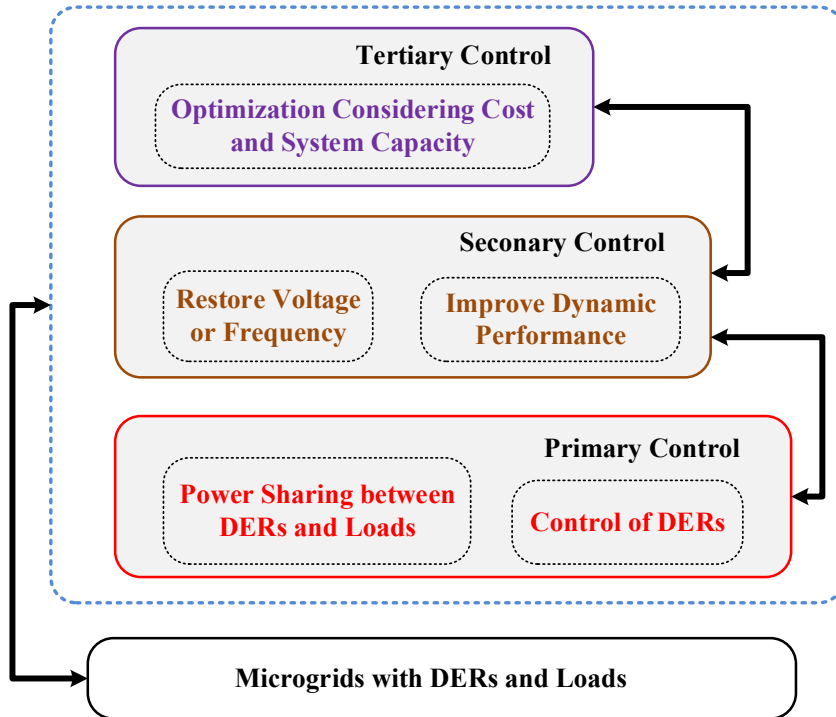 Tertiary Control
Optimization Considering Cost
and System Capacity
Seconary Control
Restore Voltage
or Frequency
Improve Dynamic
Performance
Primary Control
Power Sharing between
DERs and Loads
Control of DERs
Microgrids with DERs and Loads